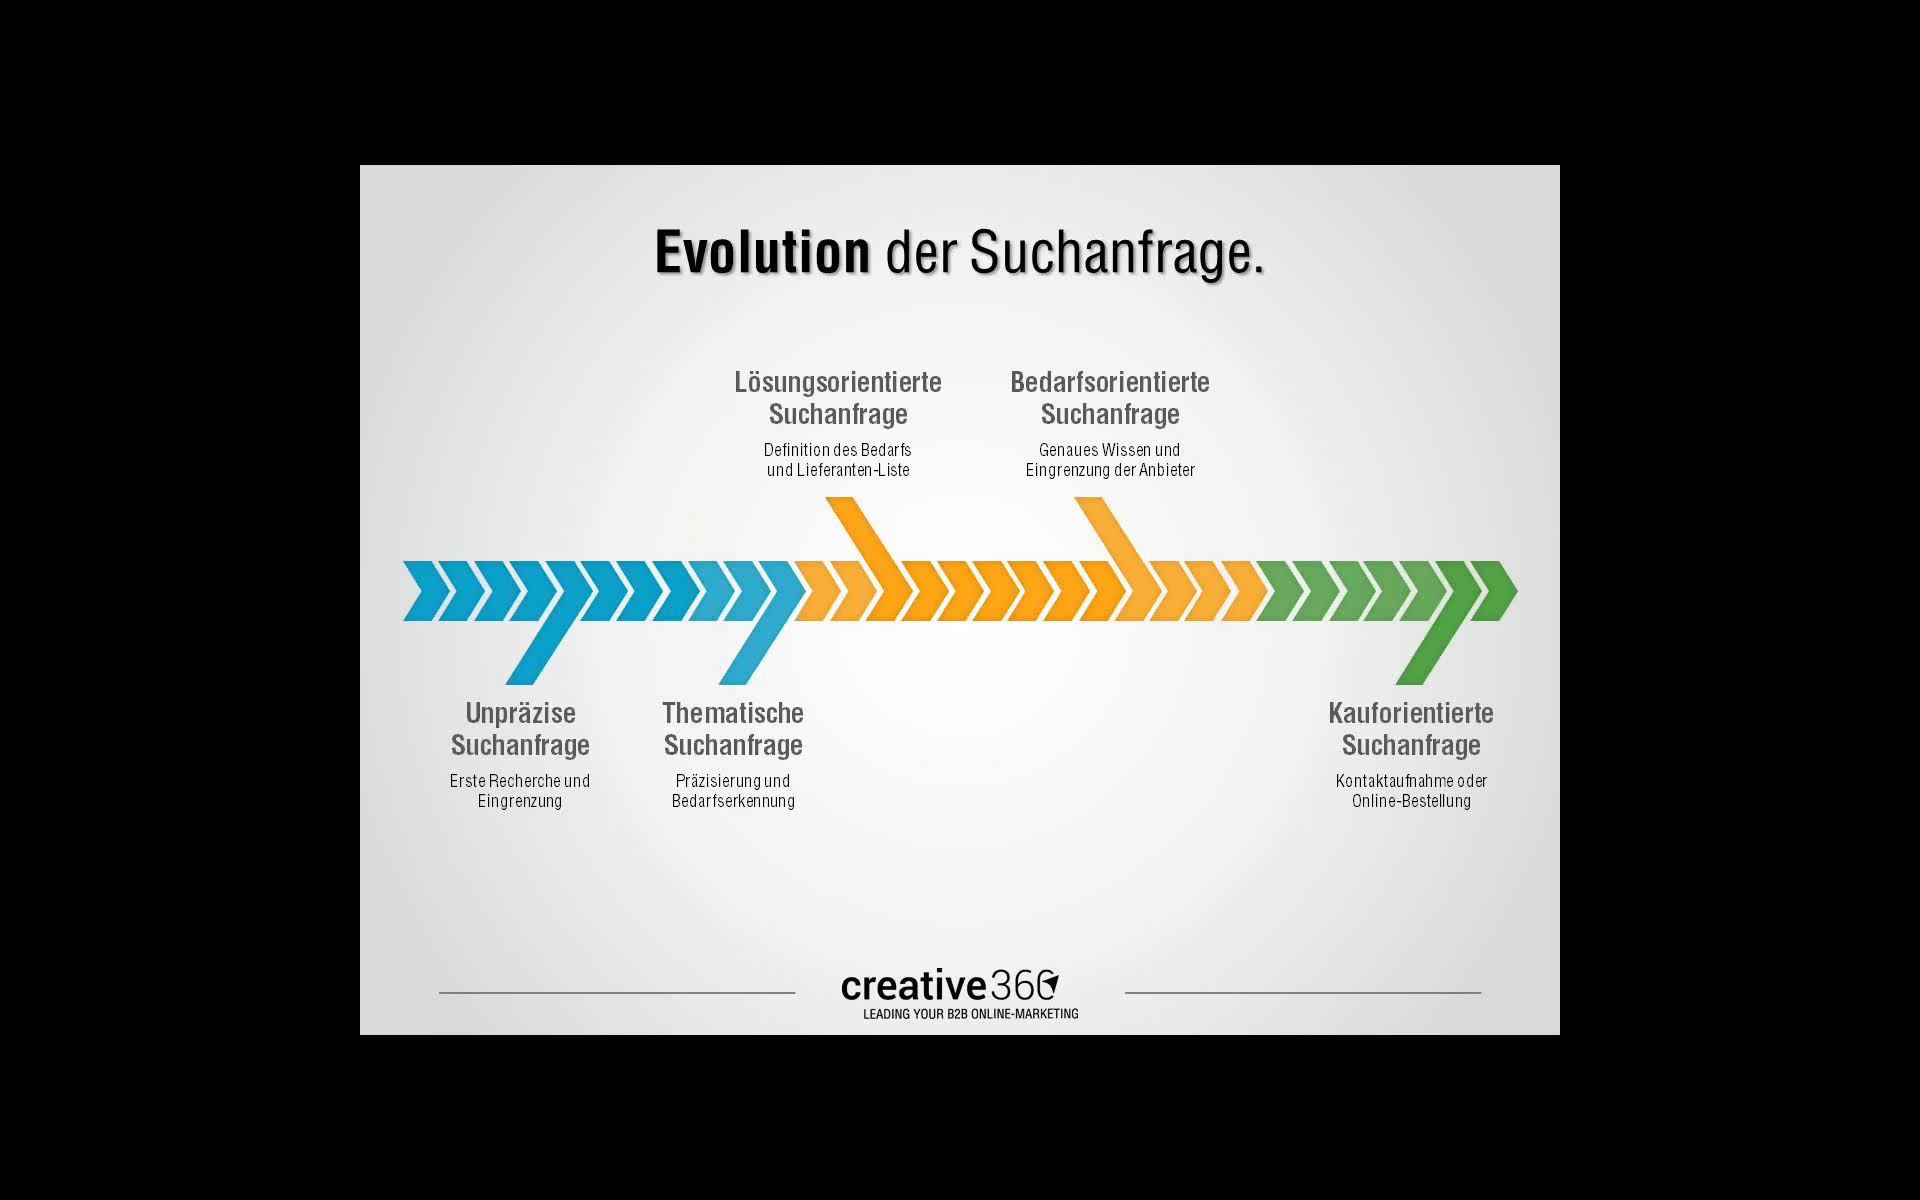 Evolution der Suchanfrage.
Lösungsorientierte
Suchanfrage
Definition des Bedarfs
und Lieferanten-Liste
Bedarfsorientierte
Suchanfrage
Genaues Wissen und
Eingrenzung der Anbieter
Unpräzise
Suchanfrage
Erste Recherche und
Eingrenzung
Thematische
Suchanfrage
Präzisierung und
Bedarfserkennung
Kauforientierte
Suchanfrage
Kontaktaufnahme oder
Online-Bestellung
creative360
LEADING YOUR B2B ONLINE-MARKETING